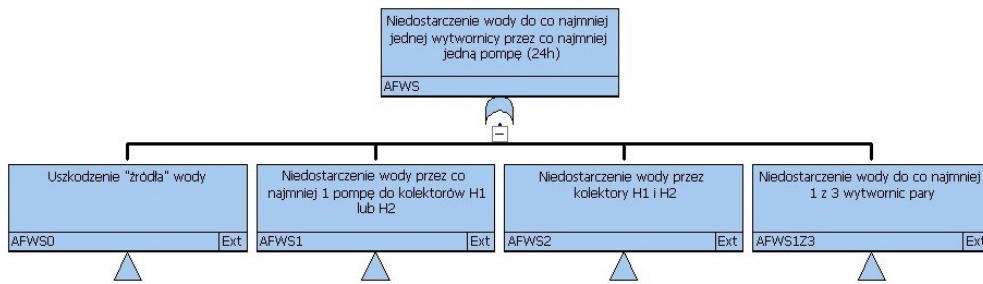 Niedostarczenie wody do co najmniej
jednej wytwornicy przez co najmniej
jedną pompę (24h)
AFWS
Uszkodzenie "źródła" wody
AFWS0
Ext
Niedostarczenie wody przez co
najmniej 1 pompę do kolektorów H1
lub H2
AFWS1
Ext
Niedostarczenie wody przez
kolektory H1 i H2
AFWS2
Ext
Niedostarczenie wody do co najmniej
1 z 3 wytwornic pary
AFWS1Z3
Ext